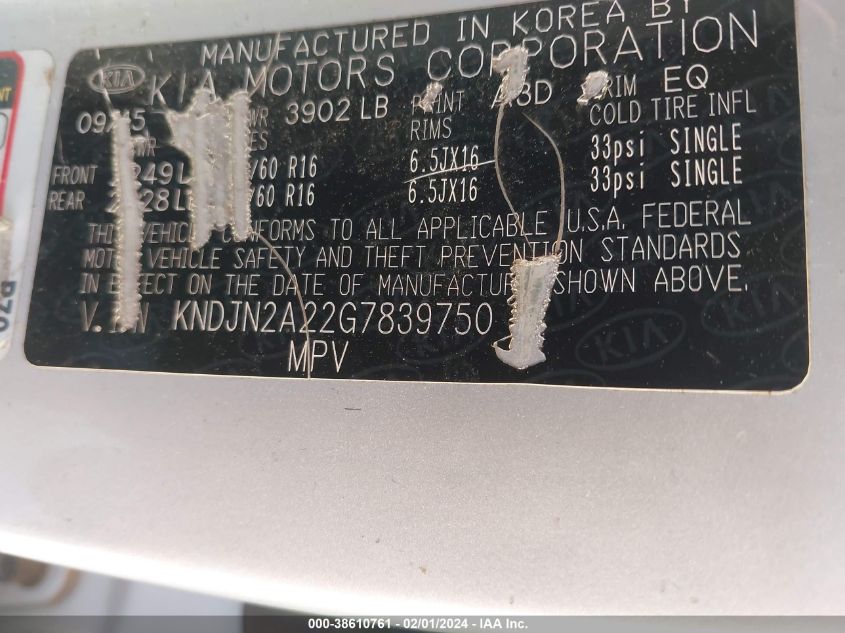 MANUFACTURED IN KOREA BY
KIA KIA MOTORS CORPORATION
3902 LB PAINT TRIM EQ
RIMS COLD TIRE INFL
FRONT /60 R16 6.5JX16 33psi SINGLE
REAR /60 R16 6.5JX16 33psi SINGLE
VEHICLE CONFORMS TO ALL APPLICABLE U.S.A. FEDERAL
VEHICLE SAFETY AND THEFT PREVENTION STANDARDS
IN EFFECT ON THE DATE OF MANUFACTURE SHOWN ABOVE.
KNDJN2A22G7839750
MPV
000-38610761 - 02/01/2024 - IAA Inc.